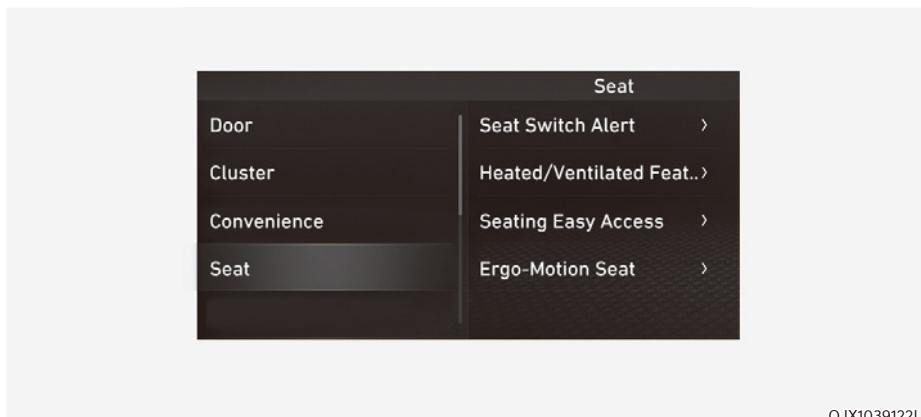 Seat
Door
Cluster
Convenience
Seat
Seat Switch Alert >
Heated/Ventilated Feat..>
Seating Easy Access >
Ergo-Motion Seat >